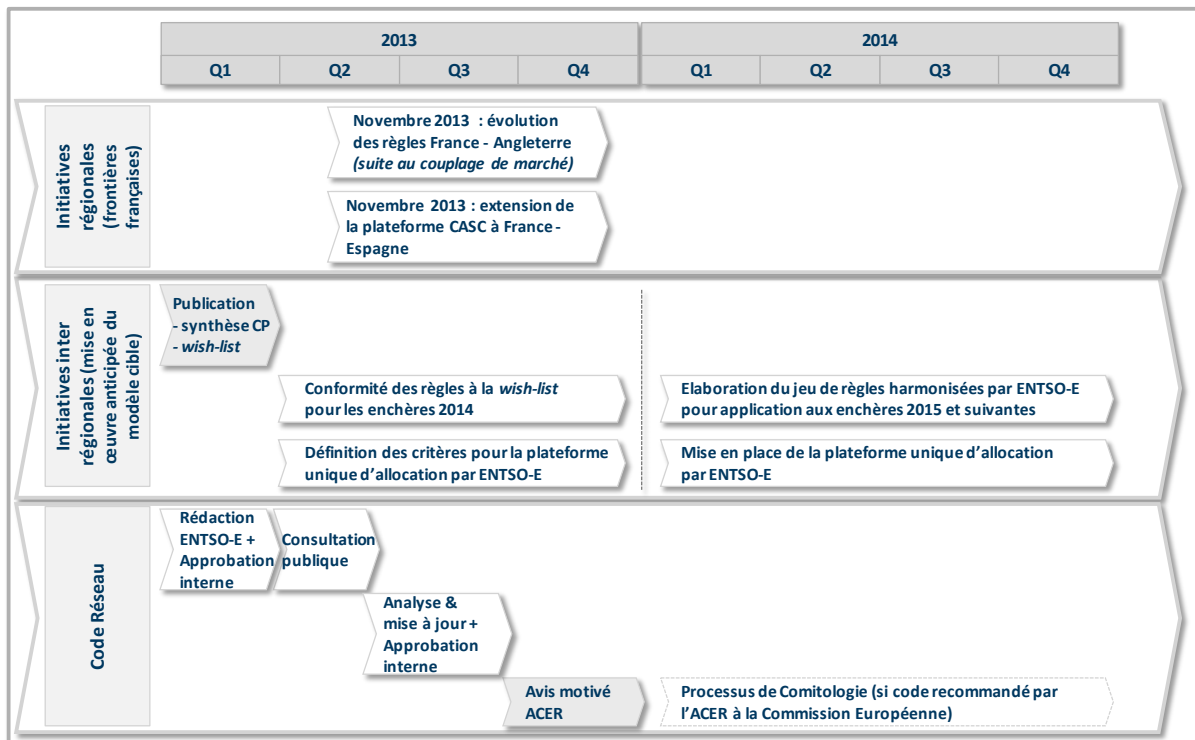 2013
2014
Q1
Q2
Q3
Q4
Q1
Q2
Q3
Q4
Initiatives
régionales
(frontières
françaises)
Novembre 2013 : évolution
des règles France - Angleterre
(suite au couplage de marché)
Novembre 2013 : extension de
la plateforme CASC à France -
Espagne
Initiatives inter
régionales (mise en
œuvre anticipée du
modèle cible)
Publication
- synthèse CP
- wish-list
Conformité des règles à la wish-list
pour les enchères 2014
Elaboration du jeu de règles harmonisées par ENTSO-E
pour application aux enchères 2015 et suivantes
Définition des critères pour la plateforme
unique d'allocation par ENTSO-E
Mise en place de la plateforme unique d'allocation
par ENTSO-E
Code Réseau
Rédaction
ENTSO-E +
Approbation
interne
Consultation
publique
Analyse &
mise à jour +
Approbation
interne
Avis motivé
ACER
Processus de Comitologie (si code recommandé par
l'ACER à la Commission Européenne)